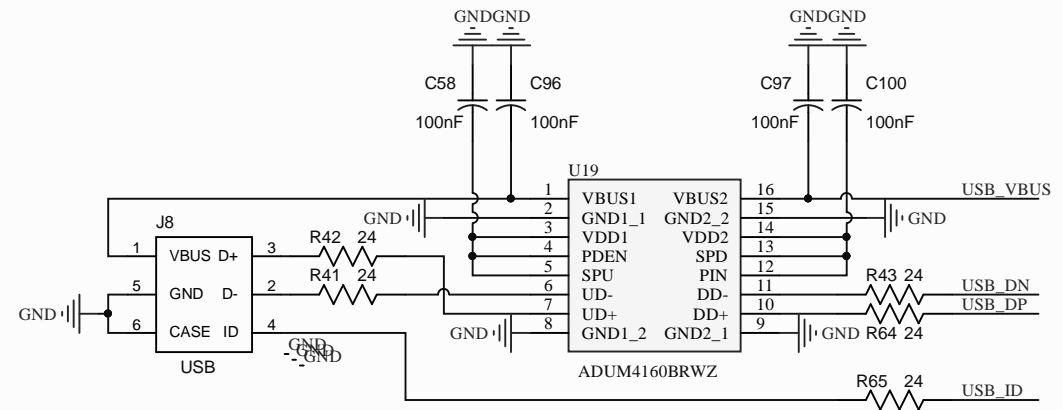 GNDGND
GNDGND
C58
C96
C97
C100
100nF
100nF
100nF
100nF
U19
1
VBUS1
VBUS2
16
USB_VBUS
2
GND1_1
GND2_2
15
GND
GND
3
VDD1
VDD2
14
4
PDEN
SPD
13
5
SPU
PIN
12
6
UD-
DD-
11
7
UD+
DD+
10
8
GND1_2
GND2_1
9
GND
GND
ADUM4160BRWZ
J8
1
VBUS
D+
3
R42
24
5
GND
D-
2
R41
24
6
CASE
ID
4
GND
USB
GND
GND
GND
R43
24
USB_DN
USB_DP
R64
24
R65
24
USB_ID